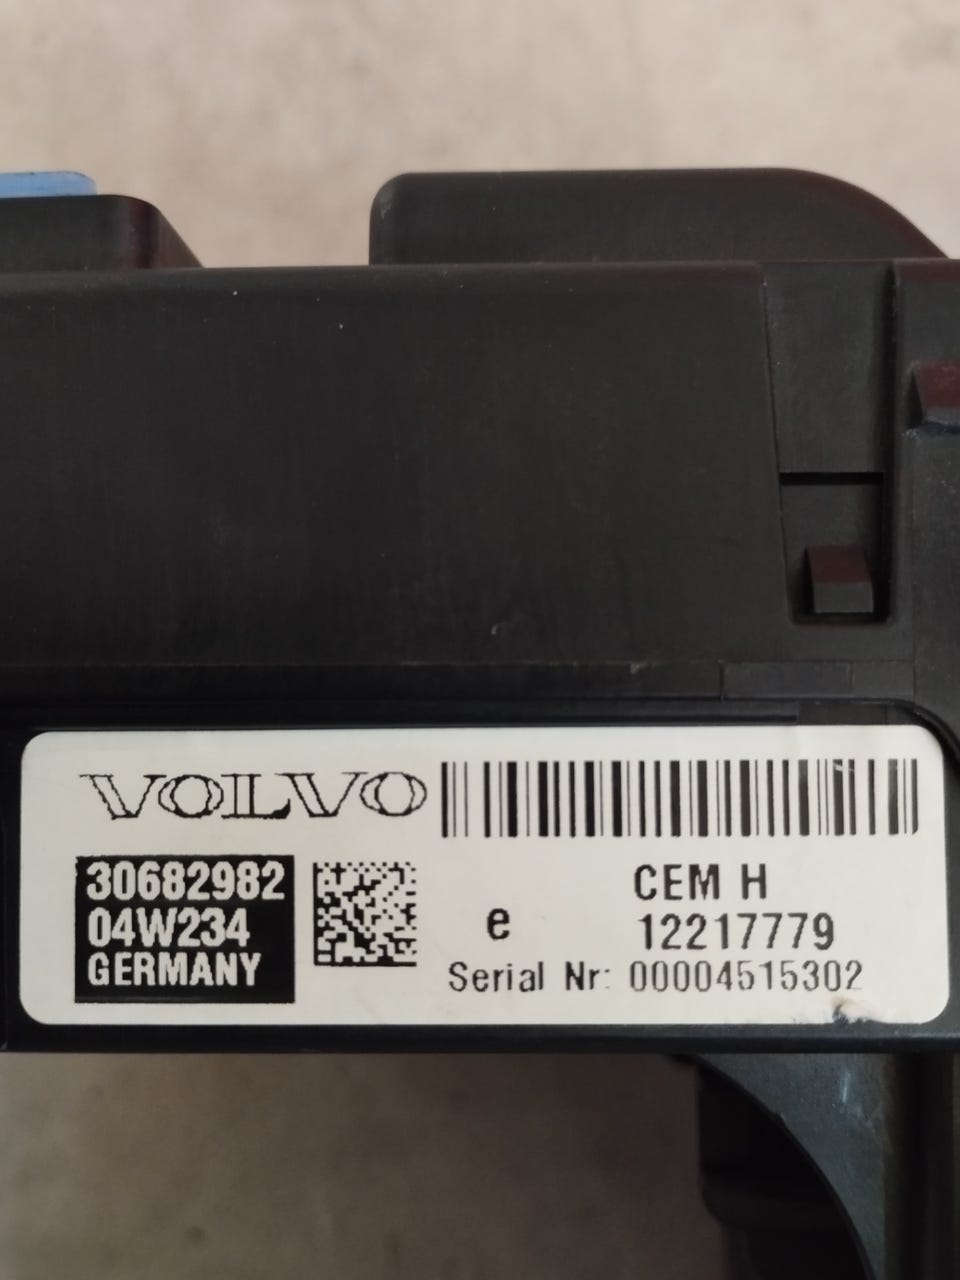 VOLVO
30682982
04W234
GERMANY
e
CEM H
12217779
Serial Nr: 00004515302